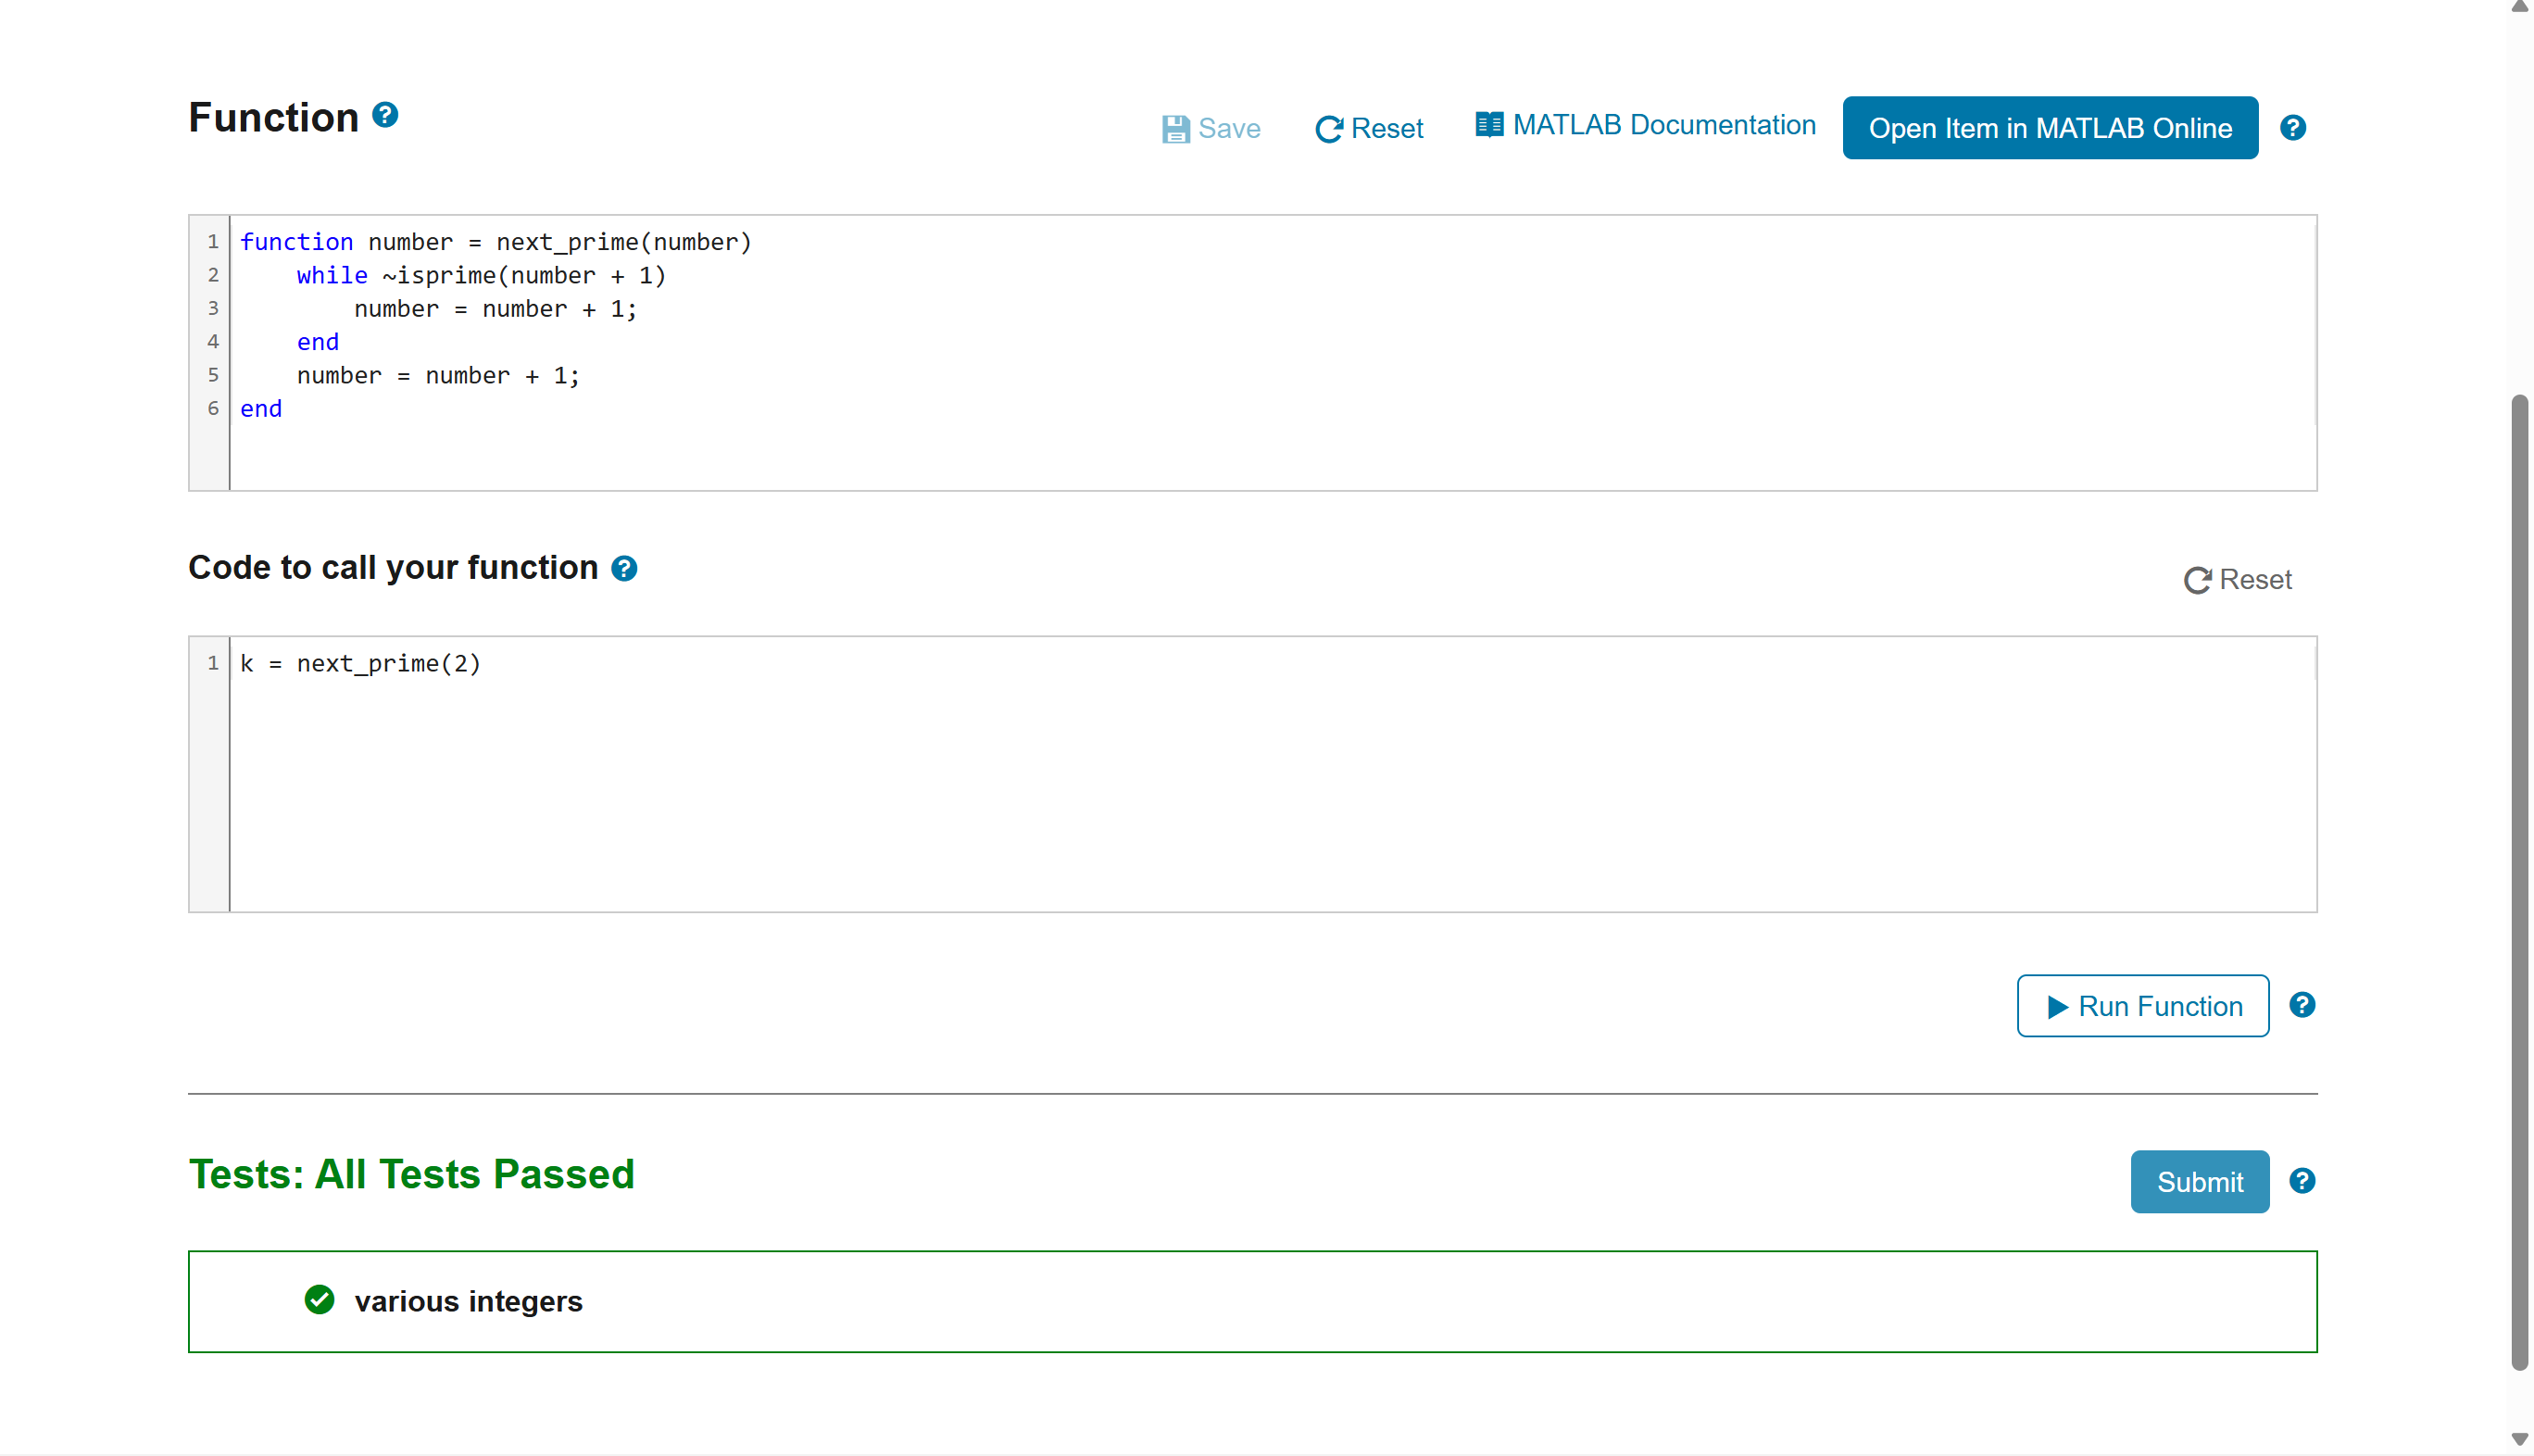 Function
Save
Reset
MATLAB Documentation
Open Item in MATLAB Online
1 function number = next_prime(number)
2     while ~isprime(number + 1)
3         number = number + 1;
4     end
5     number = number + 1;
6 end
Code to call your function
Reset
1 k = next_prime(2)
Run Function
Tests: All Tests Passed
Submit
various integers